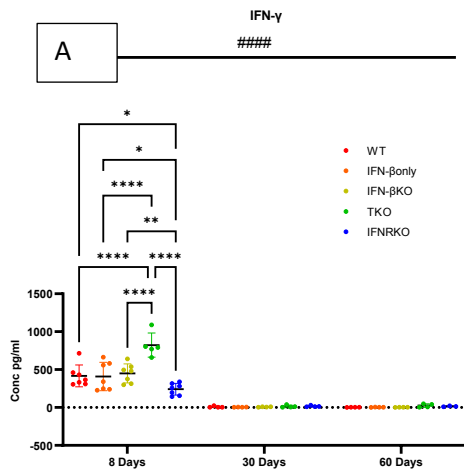 IFN-γ
####
A
*
*
****
**
**** ****
****
WT
IFN-βonly
IFN-βKO
TKO
IFNRKO
Conc pg/ml
1500
1000
500
0
-500
8 Days 30 Days 60 Days